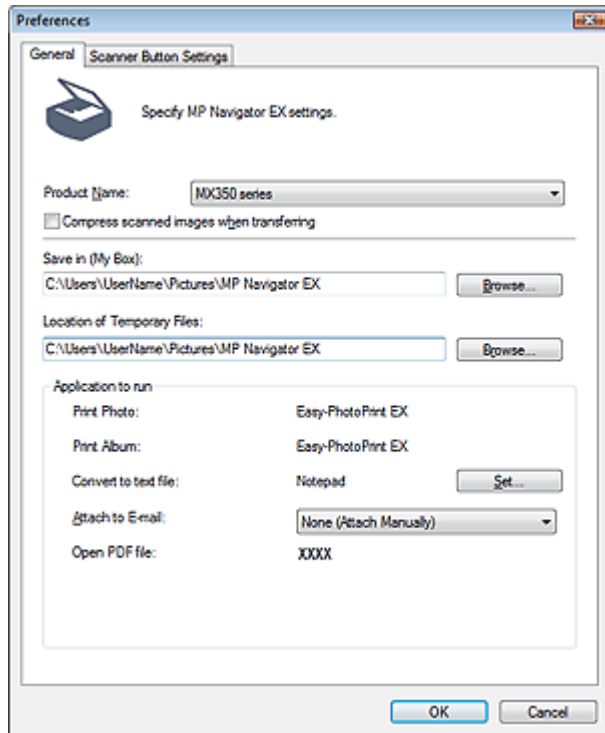 Preferences
General Scanner Button Settings
Specify MP Navigator EX settings.
Product Name: MX350 series
Compress scanned images when transferring
Save in (My Box):
C:\Users\UserName\Pictures\MP Navigator EX Browse...
Location of Temporary Files:
C:\Users\UserName\Pictures\MP Navigator EX Browse...
Application to run
Print Photo: Easy-PhotoPrint EX
Print Album: Easy-PhotoPrint EX
Convert to text file: Notepad Set...
Attach to E-mail: None (Attach Manually)
Open PDF file: XXXX
OK Cancel